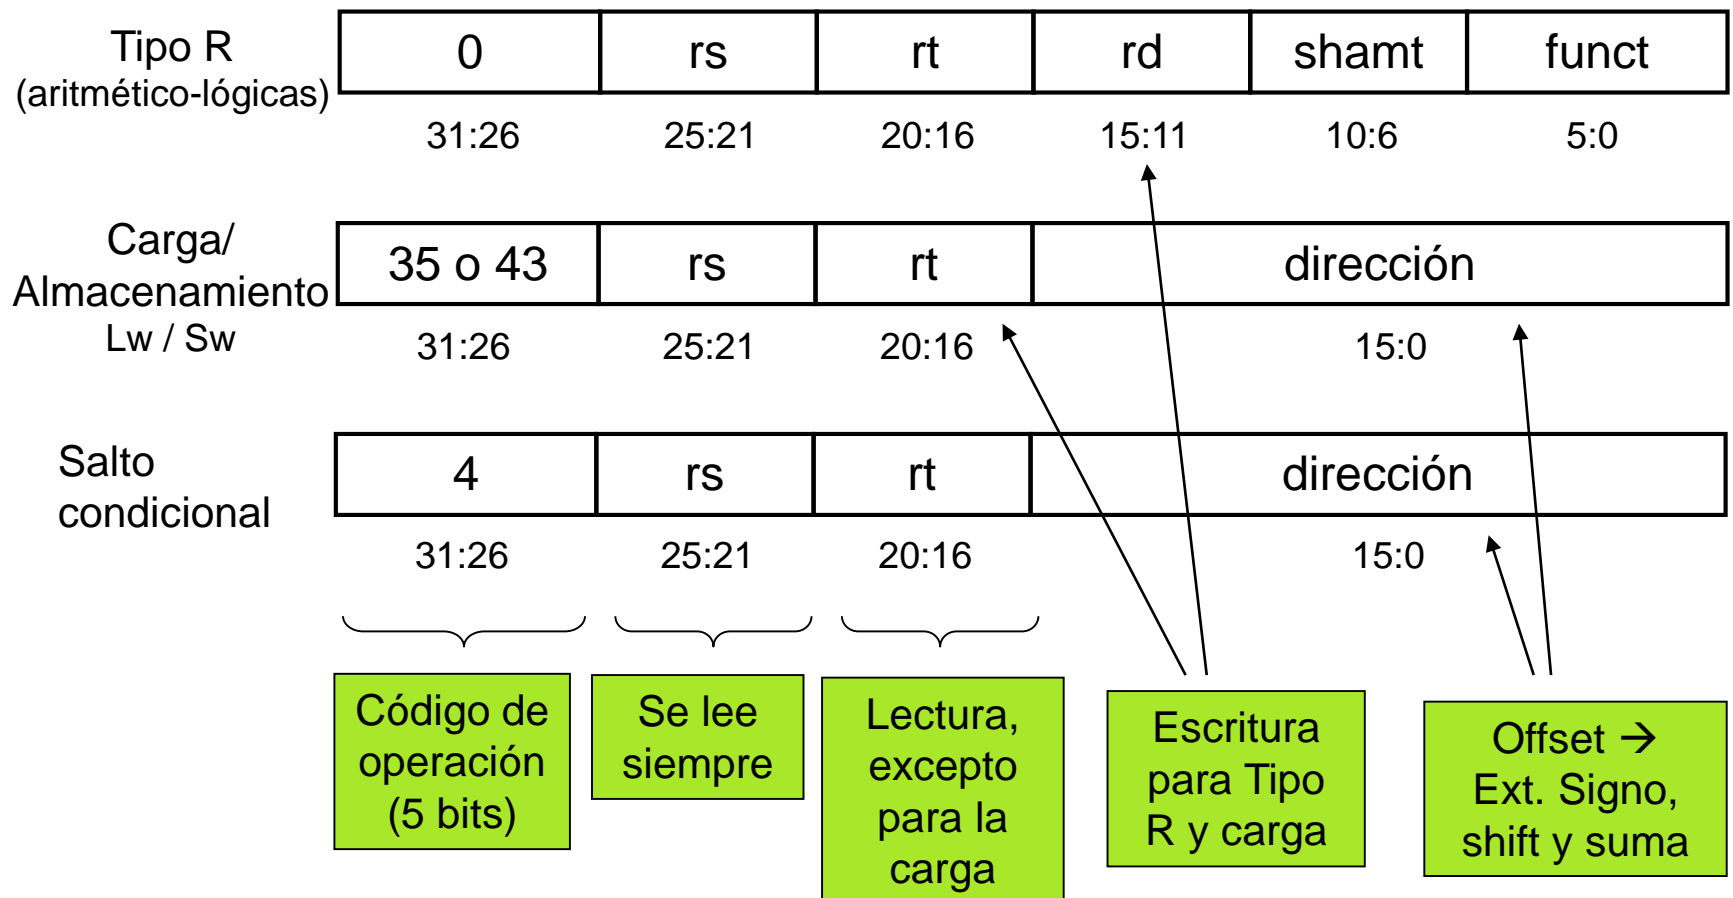 Tipo R
(aritmético-lógicas)
0 rs rt rd shamt funct
31:26 25:21 20:16 15:11 10:6 5:0
Carga/
Almacenamiento
Lw / Sw
35 o 43 rs rt dirección
31:26 25:21 20:16 15:0
Salto
condicional
4 rs rt dirección
31:26 25:21 20:16 15:0
Código de
operación
(5 bits)
Se lee
siempre
Lectura,
excepto
para la
carga
Escritura
para Tipo
R y carga
Offset →
Ext. Signo,
shift y suma